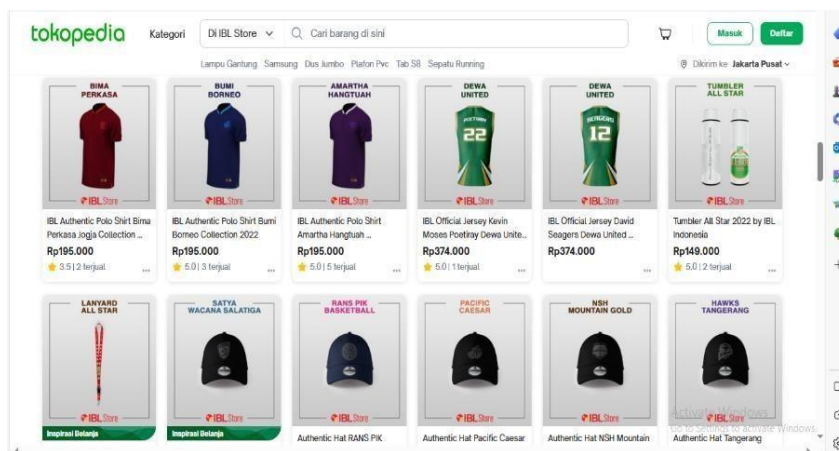 tokopedia
Kategori
Di IBL Store
Cari barang di sini
Masuk
Daftar
Lampu Gantung Samsung Dus Jumbo Plafon Pvc Tab S8 Sepatu Running
Dikirim ke Jakarta Pusat
BIMA
PERKASA
IBL Store
IBL Authentic Polo Shirt Bima
Perkasa Jogja Collection ...
Rp195.000
3.5 | 2 terjual
BUMI
BORNEO
IBL Store
IBL Authentic Polo Shirt Bumi
Borneo Collection 2022
Rp195.000
5.0 | 3 terjual
AMARTHA
HANGTUAH
IBL Store
IBL Authentic Polo Shirt
Amartha Hangtuah ...
Rp195.000
5.0 | 5 terjual
DEWA
UNITED
POETIRAY
22
IBL Store
IBL Official Jersey Kevin
Moses Poetiray Dewa Unite...
Rp374.000
5.0 | 1 terjual
DEWA
UNITED
SEAGERS
12
IBL Store
IBL Official Jersey David
Seagers Dewa United ...
Rp374.000
TUMBLER
ALL STAR
IBL Store
Tumbler All Star 2022 by IBL
Indonesia
Rp149.000
5.0 | 2 terjual
LANYARD
ALL STAR
IBL Store
Inspirasi Belanja
SATYA
WACANA SALATIGA
IBL Store
Inspirasi Belanja
RANS PIK
BASKETBALL
IBL Store
Authentic Hat RANS PIK
PACIFIC
CAESAR
IBL Store
Authentic Hat Pacific Caesar
NSH
MOUNTAIN GOLD
IBL Store
Authentic Hat NSH Mountain
HAWKS
TANGERANG
IBL Store
Authentic Hat Tangerang
Activate Windows
Go to Settings to activate Windows.